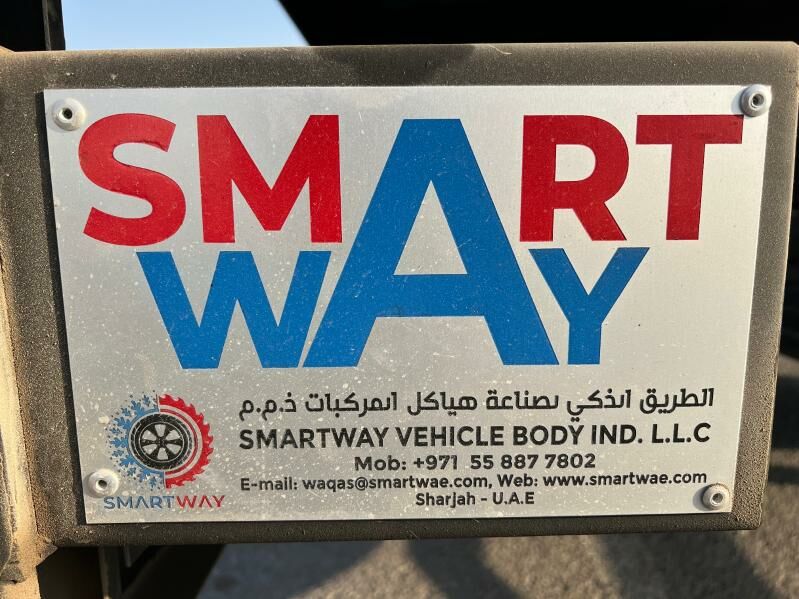 SMART
WAY
الطريق الذكي لصناعة هياكل المركبات ذ.م.م
SMARTWAY VEHICLE BODY IND. L.L.C
Mob: +971 55 887 7802
E-mail: waqas@smartwae.com, Web: www.smartwae.com
Sharjah - U.A.E
SMARTWAY